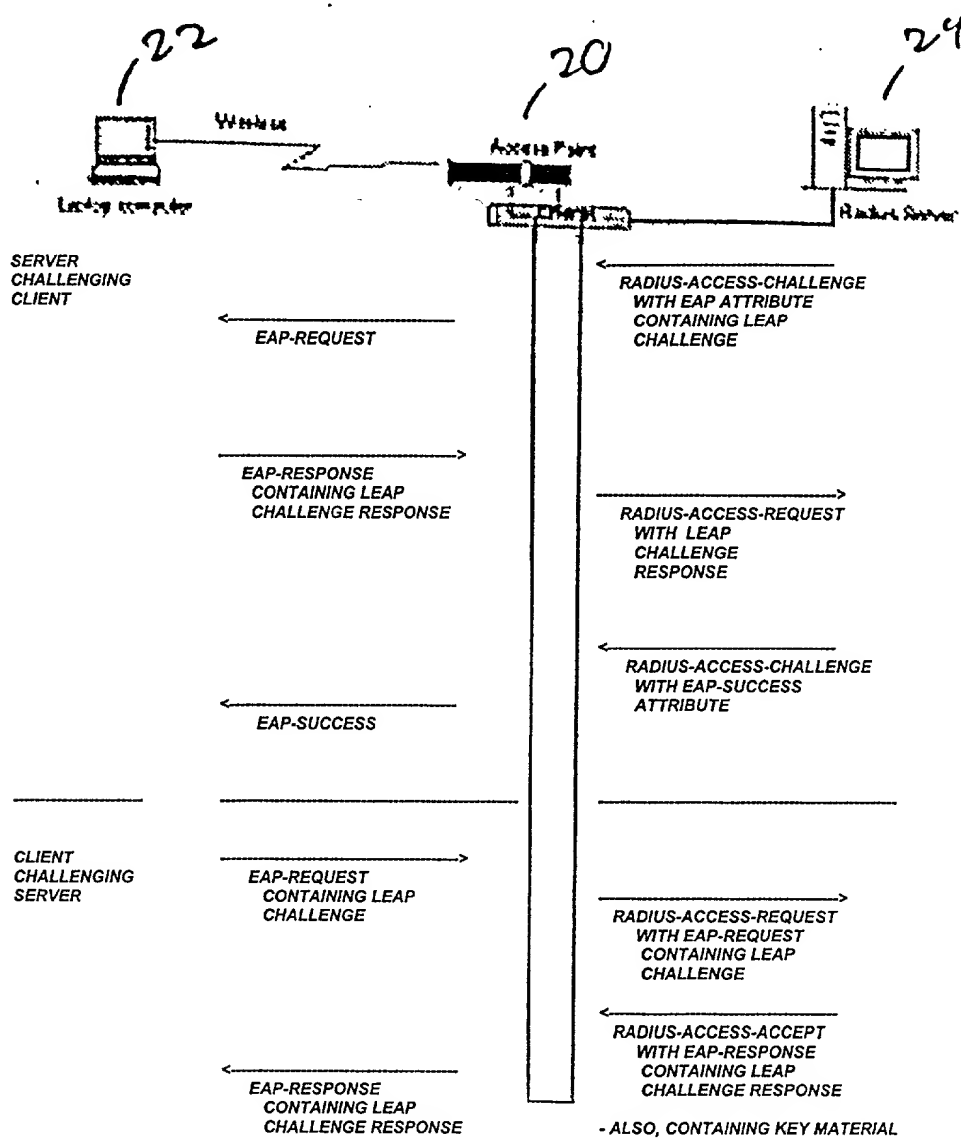 22
20
24
Wireless
Access Point
Laptop computer
Radius Server
SERVER
CHALLENGING
CLIENT
RADIUS-ACCESS-CHALLENGE
WITH EAP ATTRIBUTE
CONTAINING LEAP
CHALLENGE
EAP-REQUEST
EAP-RESPONSE
CONTAINING LEAP
CHALLENGE RESPONSE
RADIUS-ACCESS-REQUEST
WITH LEAP
CHALLENGE
RESPONSE
RADIUS-ACCESS-CHALLENGE
WITH EAP-SUCCESS
ATTRIBUTE
EAP-SUCCESS
CLIENT
CHALLENGING
SERVER
EAP-REQUEST
CONTAINING LEAP
CHALLENGE
RADIUS-ACCESS-REQUEST
WITH EAP-REQUEST
CONTAINING LEAP
CHALLENGE
RADIUS-ACCESS-ACCEPT
WITH EAP-RESPONSE
CONTAINING LEAP
CHALLENGE RESPONSE
EAP-RESPONSE
CONTAINING LEAP
CHALLENGE RESPONSE
- ALSO, CONTAINING KEY MATERIAL